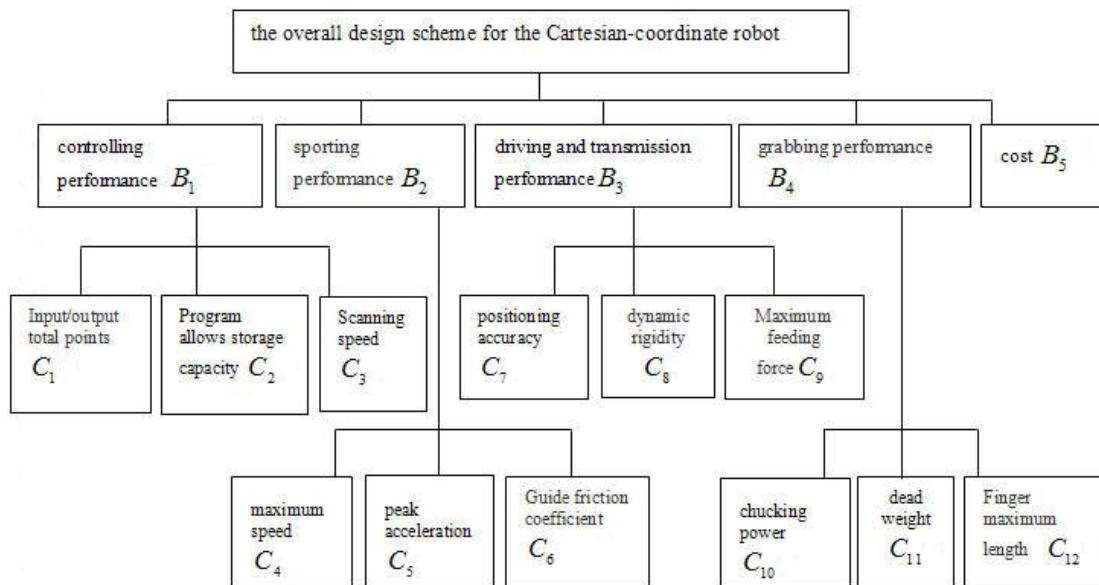 the overall design scheme for the Cartesian-coordinate robot
controlling
performance B₁
sporting
performance B₂
driving and transmission
performance B₃
grabbing performance
B₄
cost B₅
Input/output
total points
C₁
Program
allows storage
capacity C₂
Scanning
speed
C₃
positioning
accuracy
C₇
dynamic
rigidity
C₈
Maximum
feeding
force C₉
maximum
speed
C₄
peak
acceleration
C₅
Guide friction
coefficient
C₆
chucking
power
C₁₀
dead
weight
C₁₁
Finger
maximum
length C₁₂